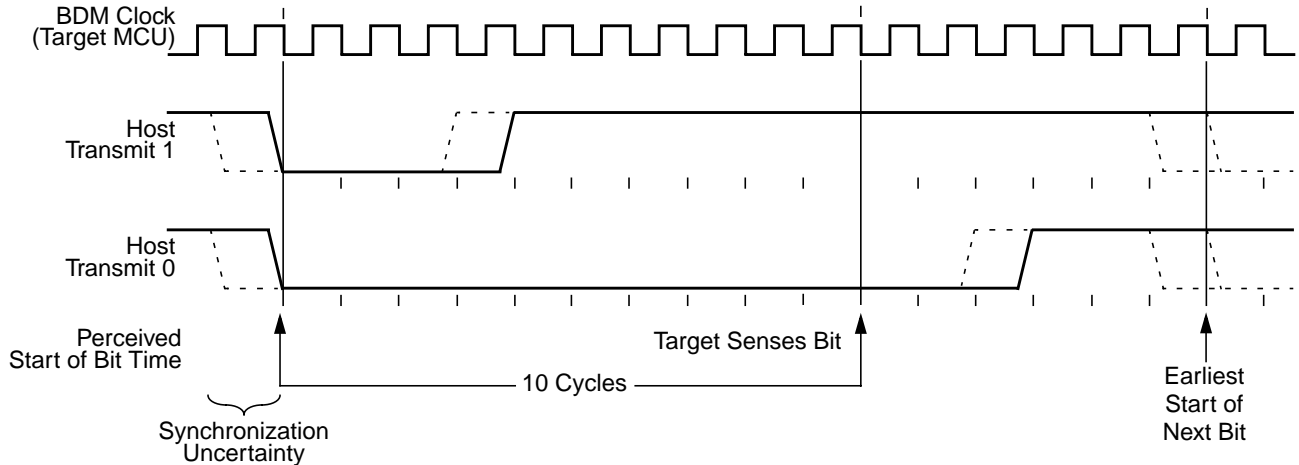 BDM Clock
(Target MCU)
Host
Transmit 1
Host
Transmit 0
Perceived
Start of Bit Time
Target Senses Bit
10 Cycles
Earliest
Start of
Next Bit
Synchronization
Uncertainty